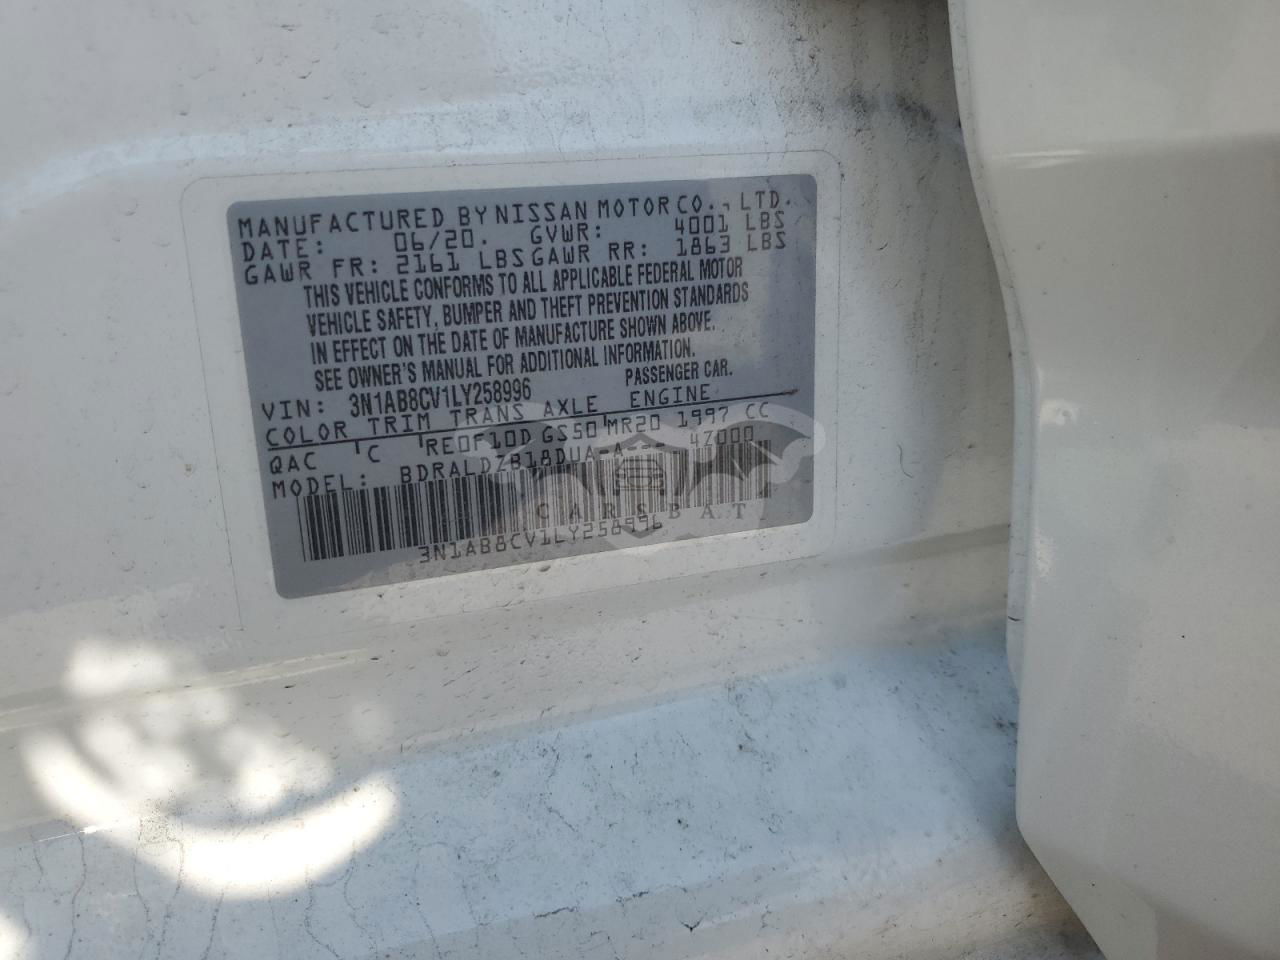 MANUFACTURED BY NISSAN MOTOR CO., LTD.
DATE: 06/20. GVWR: 4001 LBS
GAWR FR: 2161 LBS GAWR RR: 1863 LBS
THIS VEHICLE CONFORMS TO ALL APPLICABLE FEDERAL MOTOR
VEHICLE SAFETY, BUMPER AND THEFT PREVENTION STANDARDS
IN EFFECT ON THE DATE OF MANUFACTURE SHOWN ABOVE.
SEE OWNER'S MANUAL FOR ADDITIONAL INFORMATION.
VIN: 3N1AB8CV1LY258996 PASSENGER CAR.
COLOR TRIM TRANS AXLE ENGINE
QAC 'C 'RE0F10D GS50'MR20 1997 CC
MODEL: BDRALDZB18DUA-A--- 4Z000
CARSBAT
3N1AB8CV1LY258996